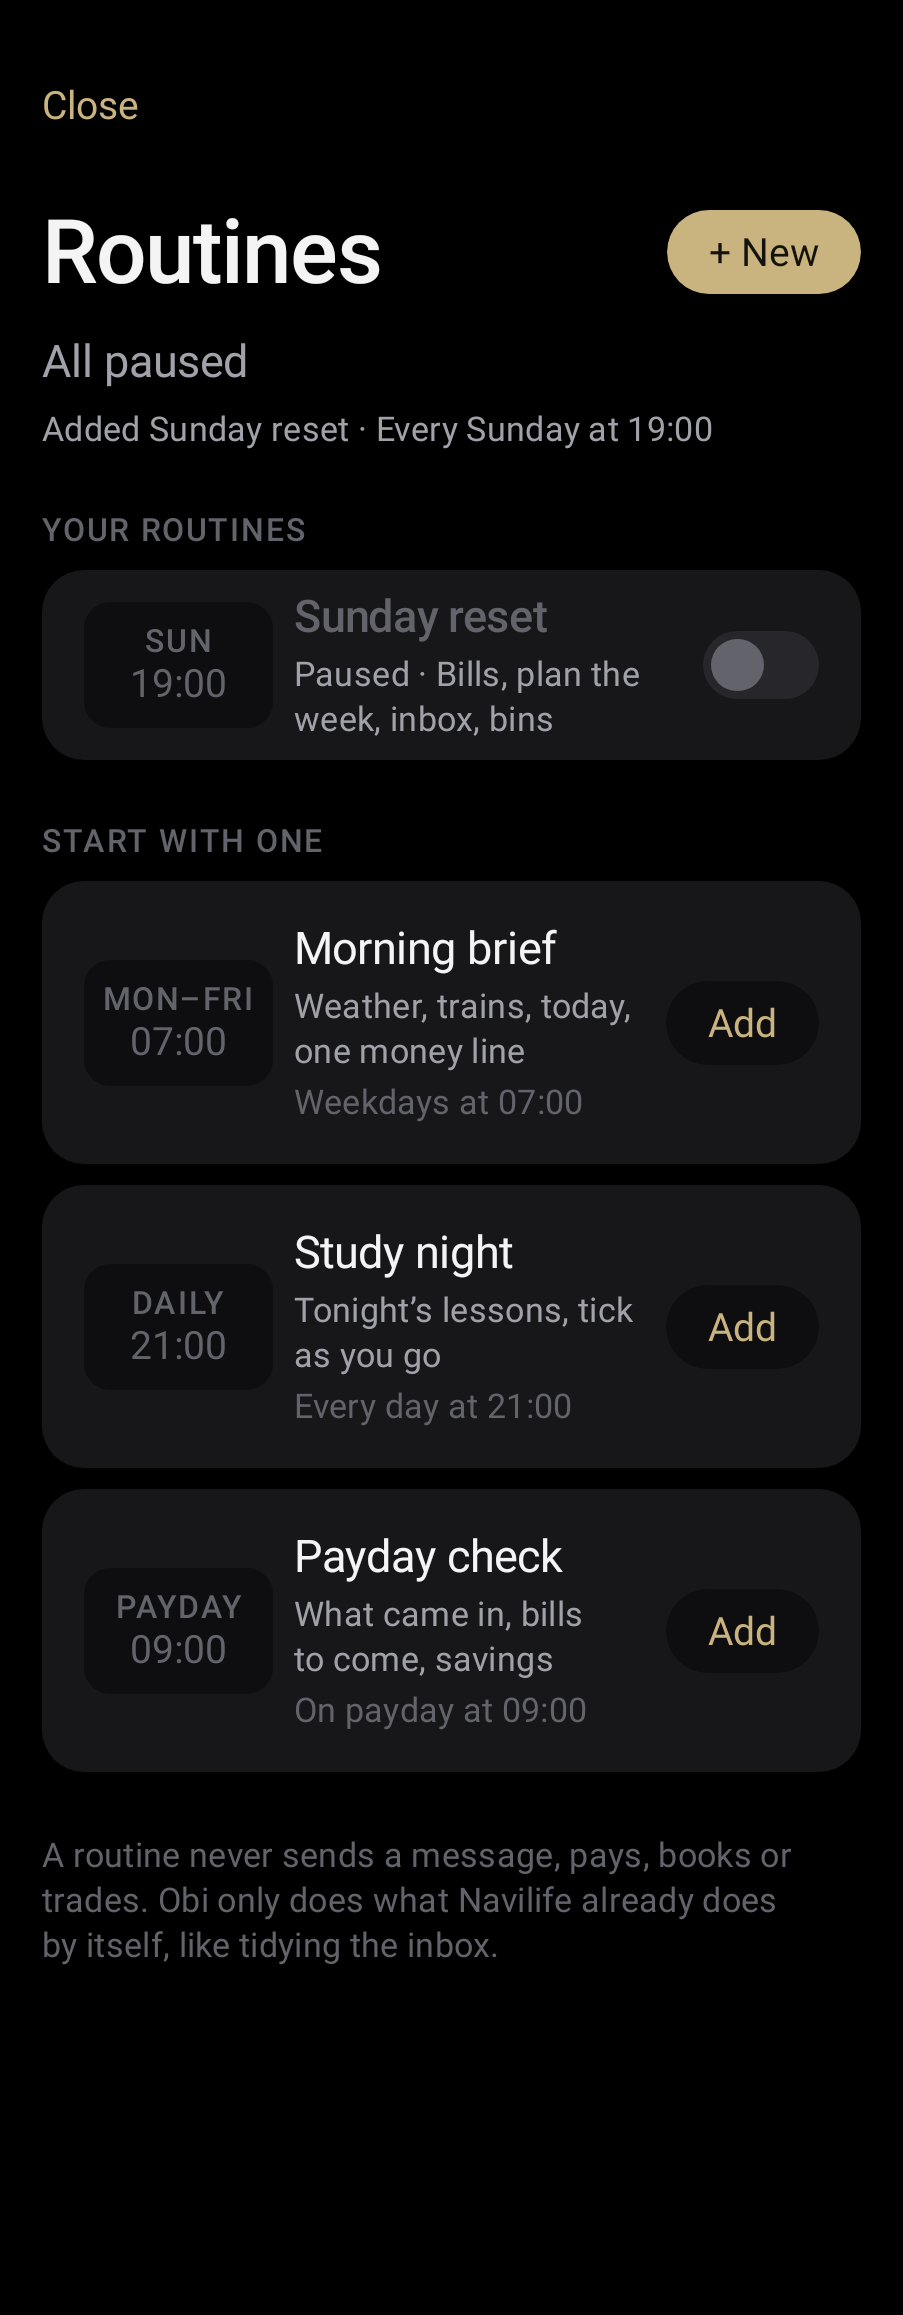 Close
Routines
+ New
All paused
Added Sunday reset · Every Sunday at 19:00
YOUR ROUTINES
SUN
19:00
Sunday reset
Paused · Bills, plan the
week, inbox, bins
START WITH ONE
MON–FRI
07:00
Morning brief
Weather, trains, today,
one money line
Weekdays at 07:00
Add
DAILY
21:00
Study night
Tonight’s lessons, tick
as you go
Every day at 21:00
Add
PAYDAY
09:00
Payday check
What came in, bills
to come, savings
On payday at 09:00
Add
A routine never sends a message, pays, books or
trades. Obi only does what Navilife already does
by itself, like tidying the inbox.